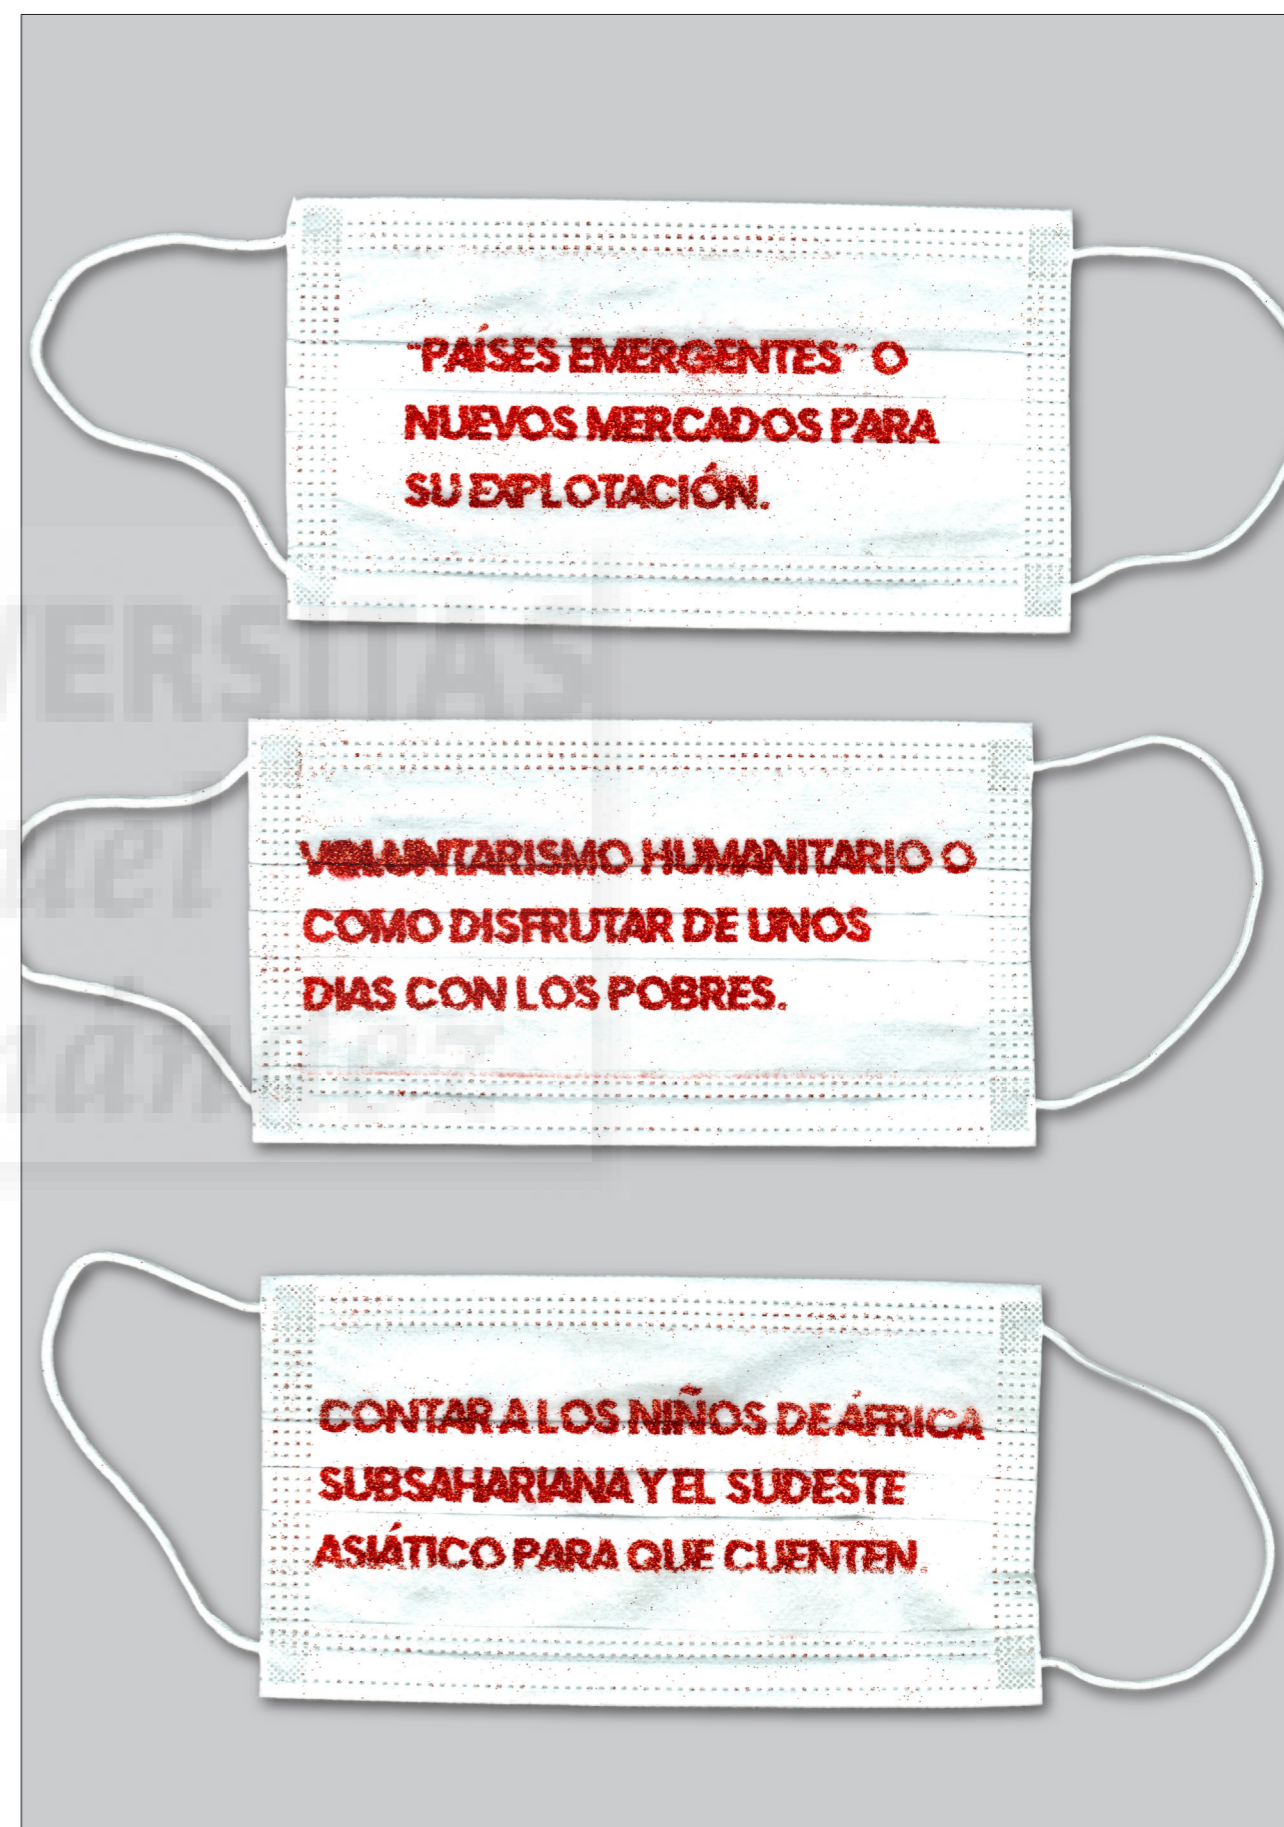 "PAÍSES EMERGENTES" O
NUEVOS MERCADOS PARA
SU EXPLOTACIÓN.
VOLUNTARISMO HUMANITARIO O
COMO DISFRUTAR DE UNOS
DIAS CON LOS POBRES.
CONTAR A LOS NIÑOS DE ÁFRICA
SUBSAHARIANA Y EL SUDESTE
ASIÁTICO PARA QUE CUENTEN.